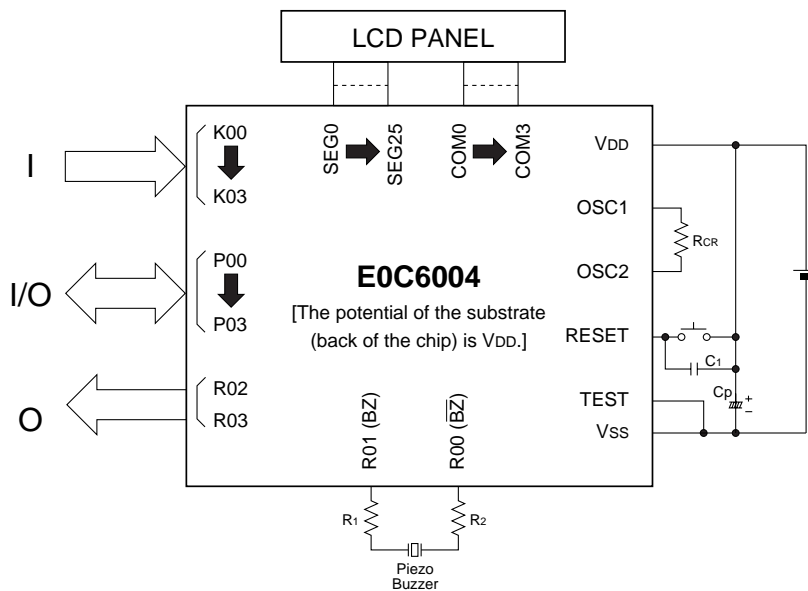 LCD PANEL
SEG0
SEG25
COM0
COM3
I
K00
K03
I/O
P00
P03
O
R02
R03
E0C6004
[The potential of the substrate
(back of the chip) is VDD.]
VDD
OSC1
RCR
OSC2
RESET
C1
TEST
Cp
+
–
VSS
R01 (BZ)
R00 (B̅Z̅)
R1
R2
Piezo
Buzzer